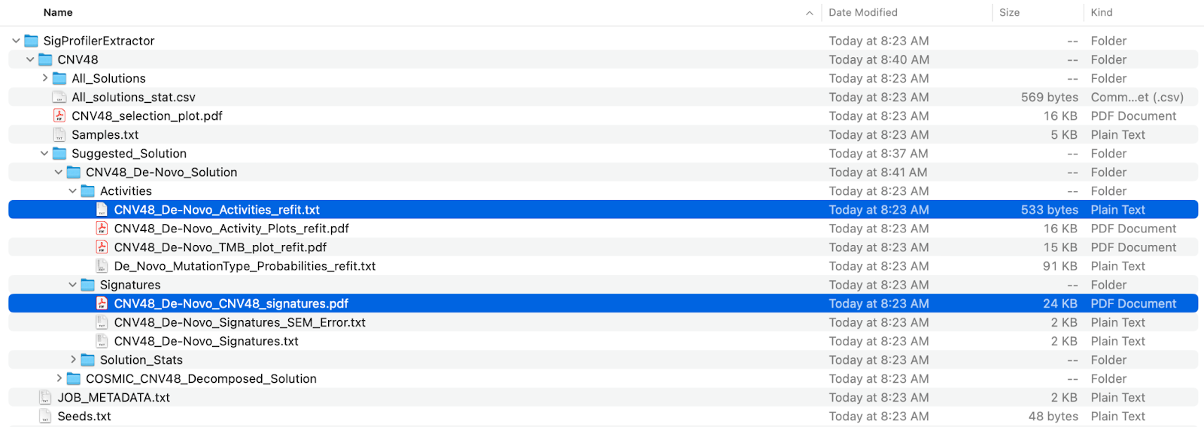 Name Date Modified Size Kind
SigProfilerExtractor Today at 8:23 AM -- Folder
CNV48 Today at 8:40 AM -- Folder
All_Solutions Today at 8:23 AM -- Folder
All_solutions_stat.csv Today at 8:23 AM 569 bytes Comm...et (.csv)
CNV48_selection_plot.pdf Today at 8:23 AM 16 KB PDF Document
Samples.txt Today at 8:23 AM 5 KB Plain Text
Suggested_Solution Today at 8:37 AM -- Folder
CNV48_De-Novo_Solution Today at 8:41 AM -- Folder
Activities Today at 8:23 AM -- Folder
CNV48_De-Novo_Activities_refit.txt Today at 8:23 AM 533 bytes Plain Text
CNV48_De-Novo_Activity_Plots_refit.pdf Today at 8:23 AM 16 KB PDF Document
CNV48_De-Novo_TMB_plot_refit.pdf Today at 8:23 AM 15 KB PDF Document
De_Novo_MutationType_Probabilities_refit.txt Today at 8:23 AM 91 KB Plain Text
Signatures Today at 8:23 AM -- Folder
CNV48_De-Novo_CNV48_signatures.pdf Today at 8:23 AM 24 KB PDF Document
CNV48_De-Novo_Signatures_SEM_Error.txt Today at 8:23 AM 2 KB Plain Text
CNV48_De-Novo_Signatures.txt Today at 8:23 AM 2 KB Plain Text
Solution_Stats Today at 8:23 AM -- Folder
COSMIC_CNV48_Decomposed_Solution Today at 8:23 AM -- Folder
JOB_METADATA.txt Today at 8:23 AM 2 KB Plain Text
Seeds.txt Today at 8:23 AM 48 bytes Plain Text